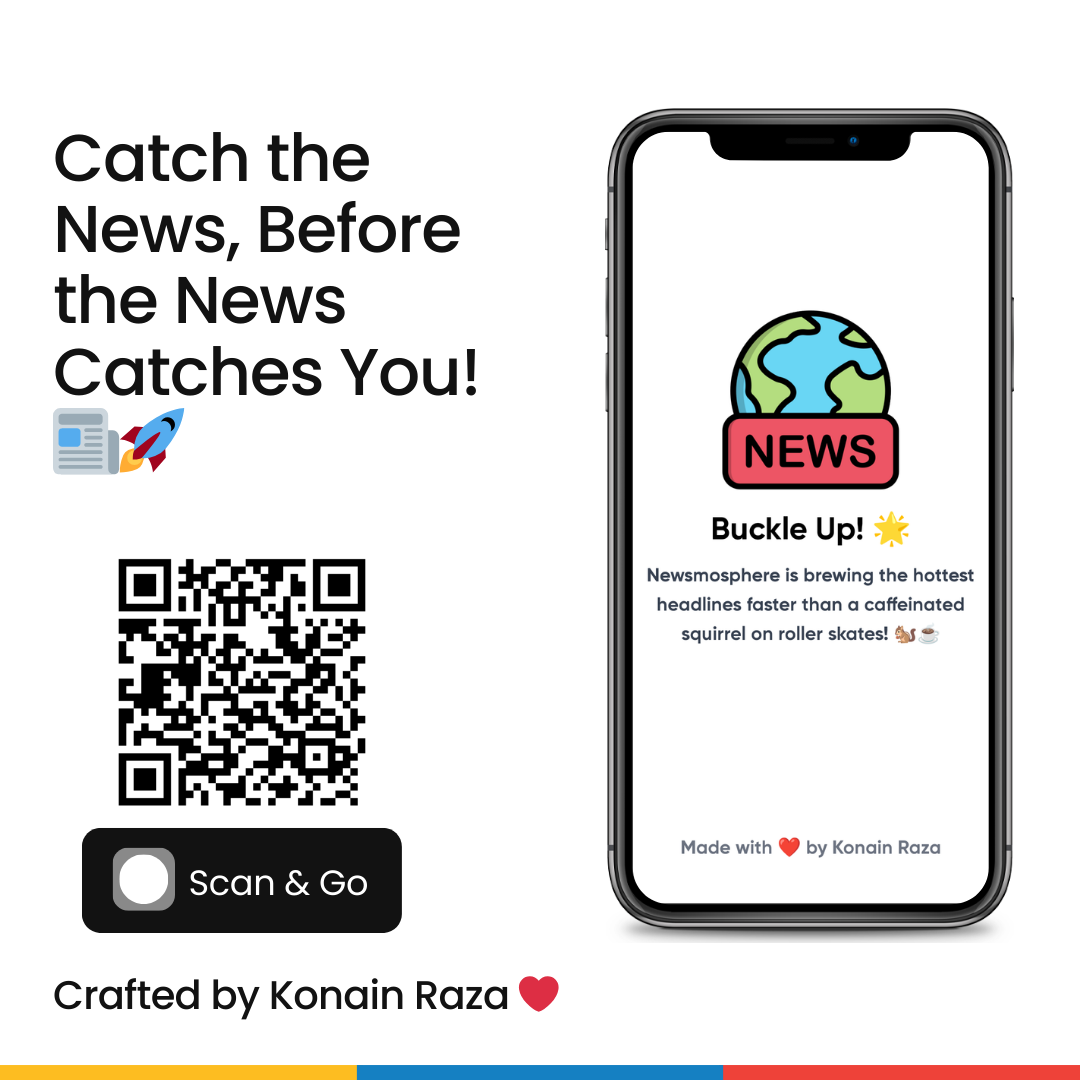 Catch the
News, Before
the News
Catches You!
📰🚀
Scan & Go
Crafted by Konain Raza ❤️
NEWS
Buckle Up! 🌟
Newsmosphere is brewing the hottest
headlines faster than a caffeinated
squirrel on roller skates! 🐿️☕
Made with ❤️ by Konain Raza